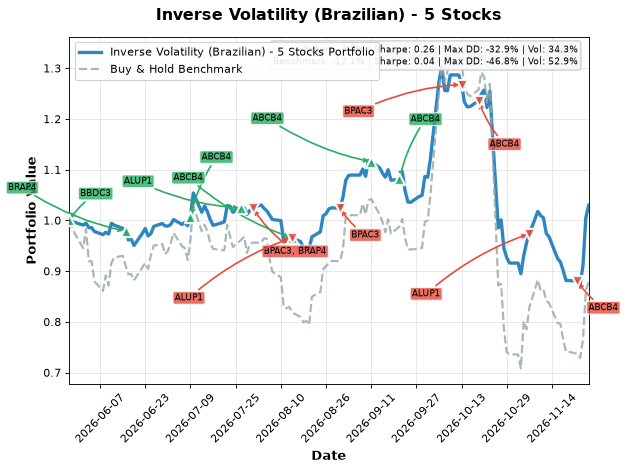 Inverse Volatility (Brazilian) - 5 Stocks
Inverse Volatility (Brazilian) - 5 Stocks Portfolio
Buy & Hold Benchmark
harpe: 0.26 | Max DD: -32.9% | Vol: 34.3%
Benchmark: -12.1% | Sharpe: 0.04 | Max DD: -46.8% | Vol: 52.9%
1.3
1.2
1.1
1.0
0.9
0.8
0.7
Portfolio Value
BRAP4
BBDC3
ALUP1
ABCB4
ABCB4
ABCB4
BPAC3
ABCB4
ABCB4
BPAC3, BRAP4
BPAC3
ALUP1
ALUP1
ABCB4
2026-06-07
2026-06-23
2026-07-09
2026-07-25
2026-08-10
2026-08-26
2026-09-11
2026-09-27
2026-10-13
2026-10-29
2026-11-14
Date